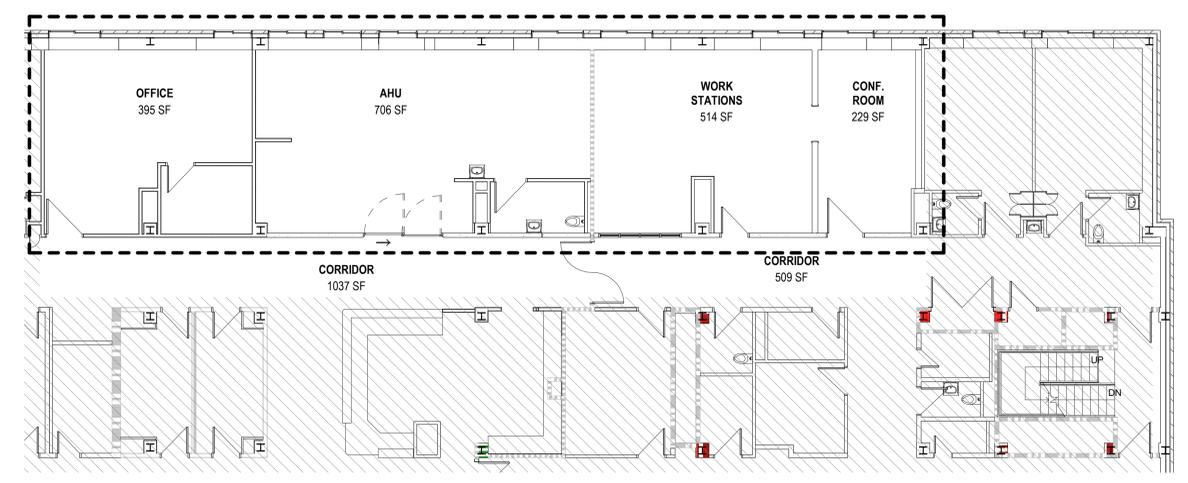 OFFICE
395 SF
AHU
706 SF
WORK
STATIONS
514 SF
CONF.
ROOM
229 SF
CORRIDOR
1037 SF
CORRIDOR
509 SF
UP
DN